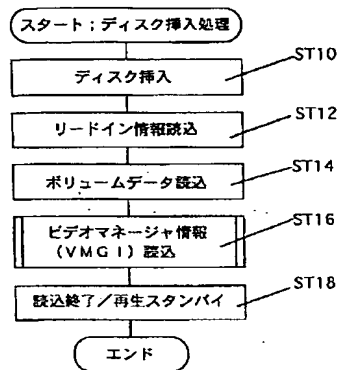 スタート；ディスク挿入処理
ST10
ディスク挿入
ST12
リードイン情報読込
ST14
ボリュームデータ読込
ST16
ビデオマネージャ情報
（ＶＭＧＩ）読込
ST18
読込終了／再生スタンバイ
エンド